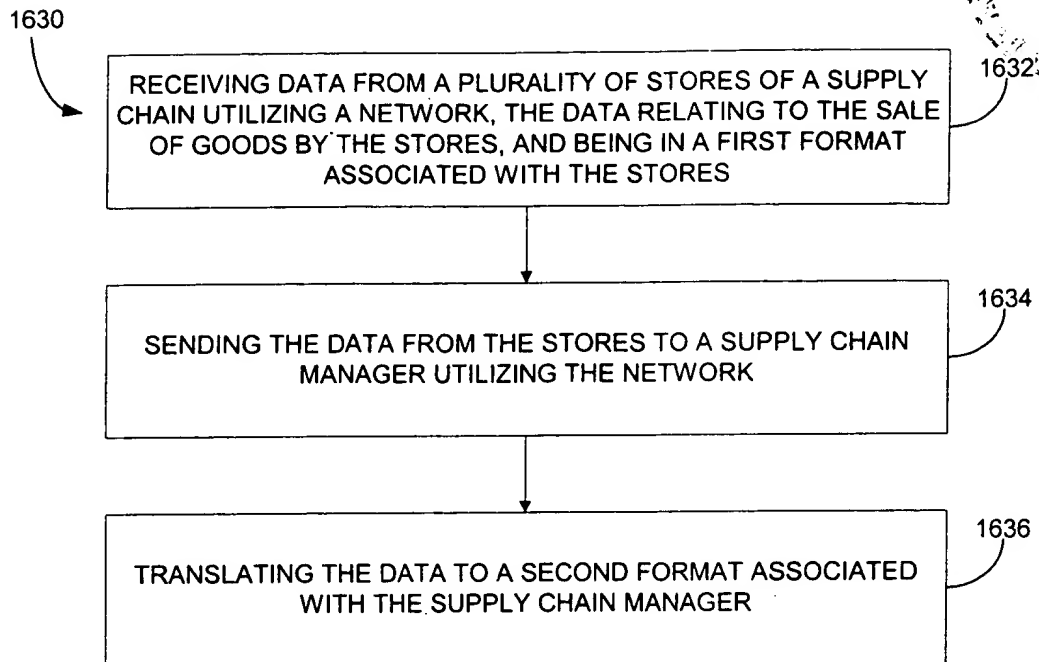 1630
RECEIVING DATA FROM A PLURALITY OF STORES OF A SUPPLY
CHAIN UTILIZING A NETWORK, THE DATA RELATING TO THE SALE
OF GOODS BY THE STORES, AND BEING IN A FIRST FORMAT
ASSOCIATED WITH THE STORES
1632
SENDING THE DATA FROM THE STORES TO A SUPPLY CHAIN
MANAGER UTILIZING THE NETWORK
1634
TRANSLATING THE DATA TO A SECOND FORMAT ASSOCIATED
WITH THE SUPPLY CHAIN MANAGER
1636